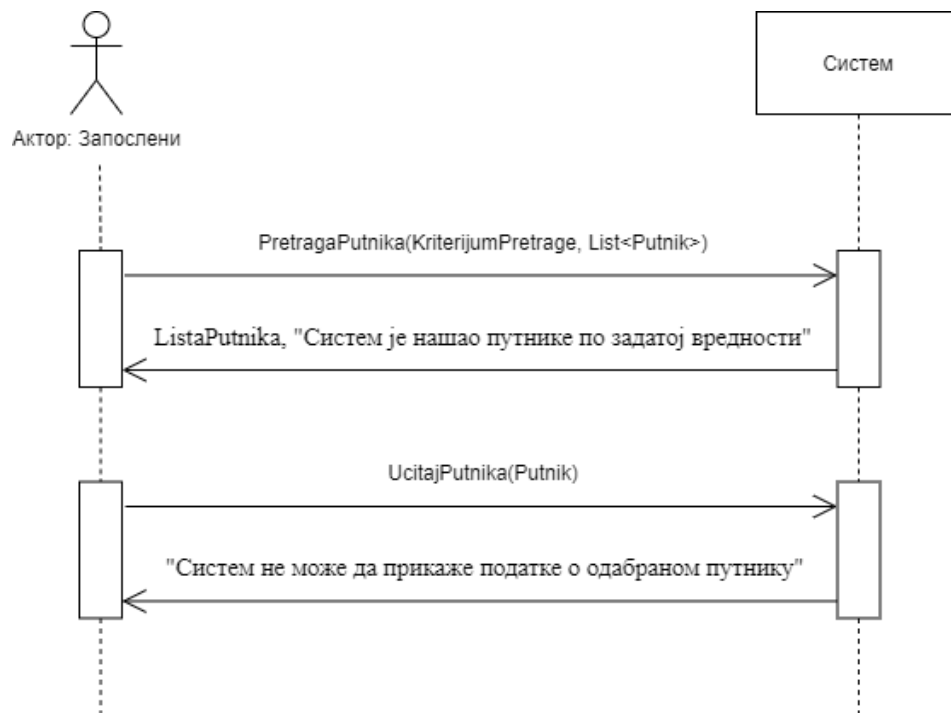 Систем
Актор: Запослени
PretragaPutnika(KriterijumPretrage, List<Putnik>)
ListaPutnika, "Систем је нашао путнике по задатој вредности"
UcitajPutnika(Putnik)
"Систем не може да прикаже податке о одабраном путнику"